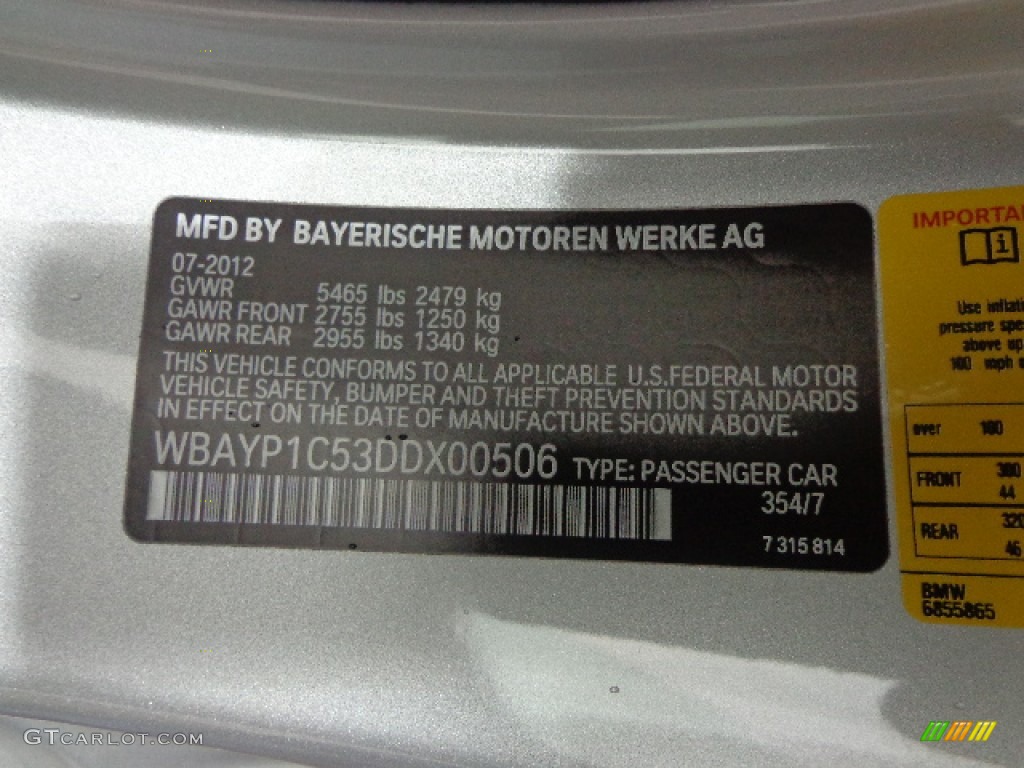 MFD BY BAYERISCHE MOTOREN WERKE AG
07-2012
GVWR 5465 lbs 2479 kg
GAWR FRONT 2755 lbs 1250 kg
GAWR REAR 2955 lbs 1340 kg
THIS VEHICLE CONFORMS TO ALL APPLICABLE U.S.FEDERAL MOTOR
VEHICLE SAFETY, BUMPER AND THEFT PREVENTION STANDARDS
IN EFFECT ON THE DATE OF MANUFACTURE SHOWN ABOVE.
WBAYP1C53DDX00506 TYPE: PASSENGER CAR
354/7
7 315 814
IMPORTA
Use
pressure
above up
100 mph
over 100
FRONT 300
44
REAR 320
46
BMW
6855865
GTCARLOT.COM